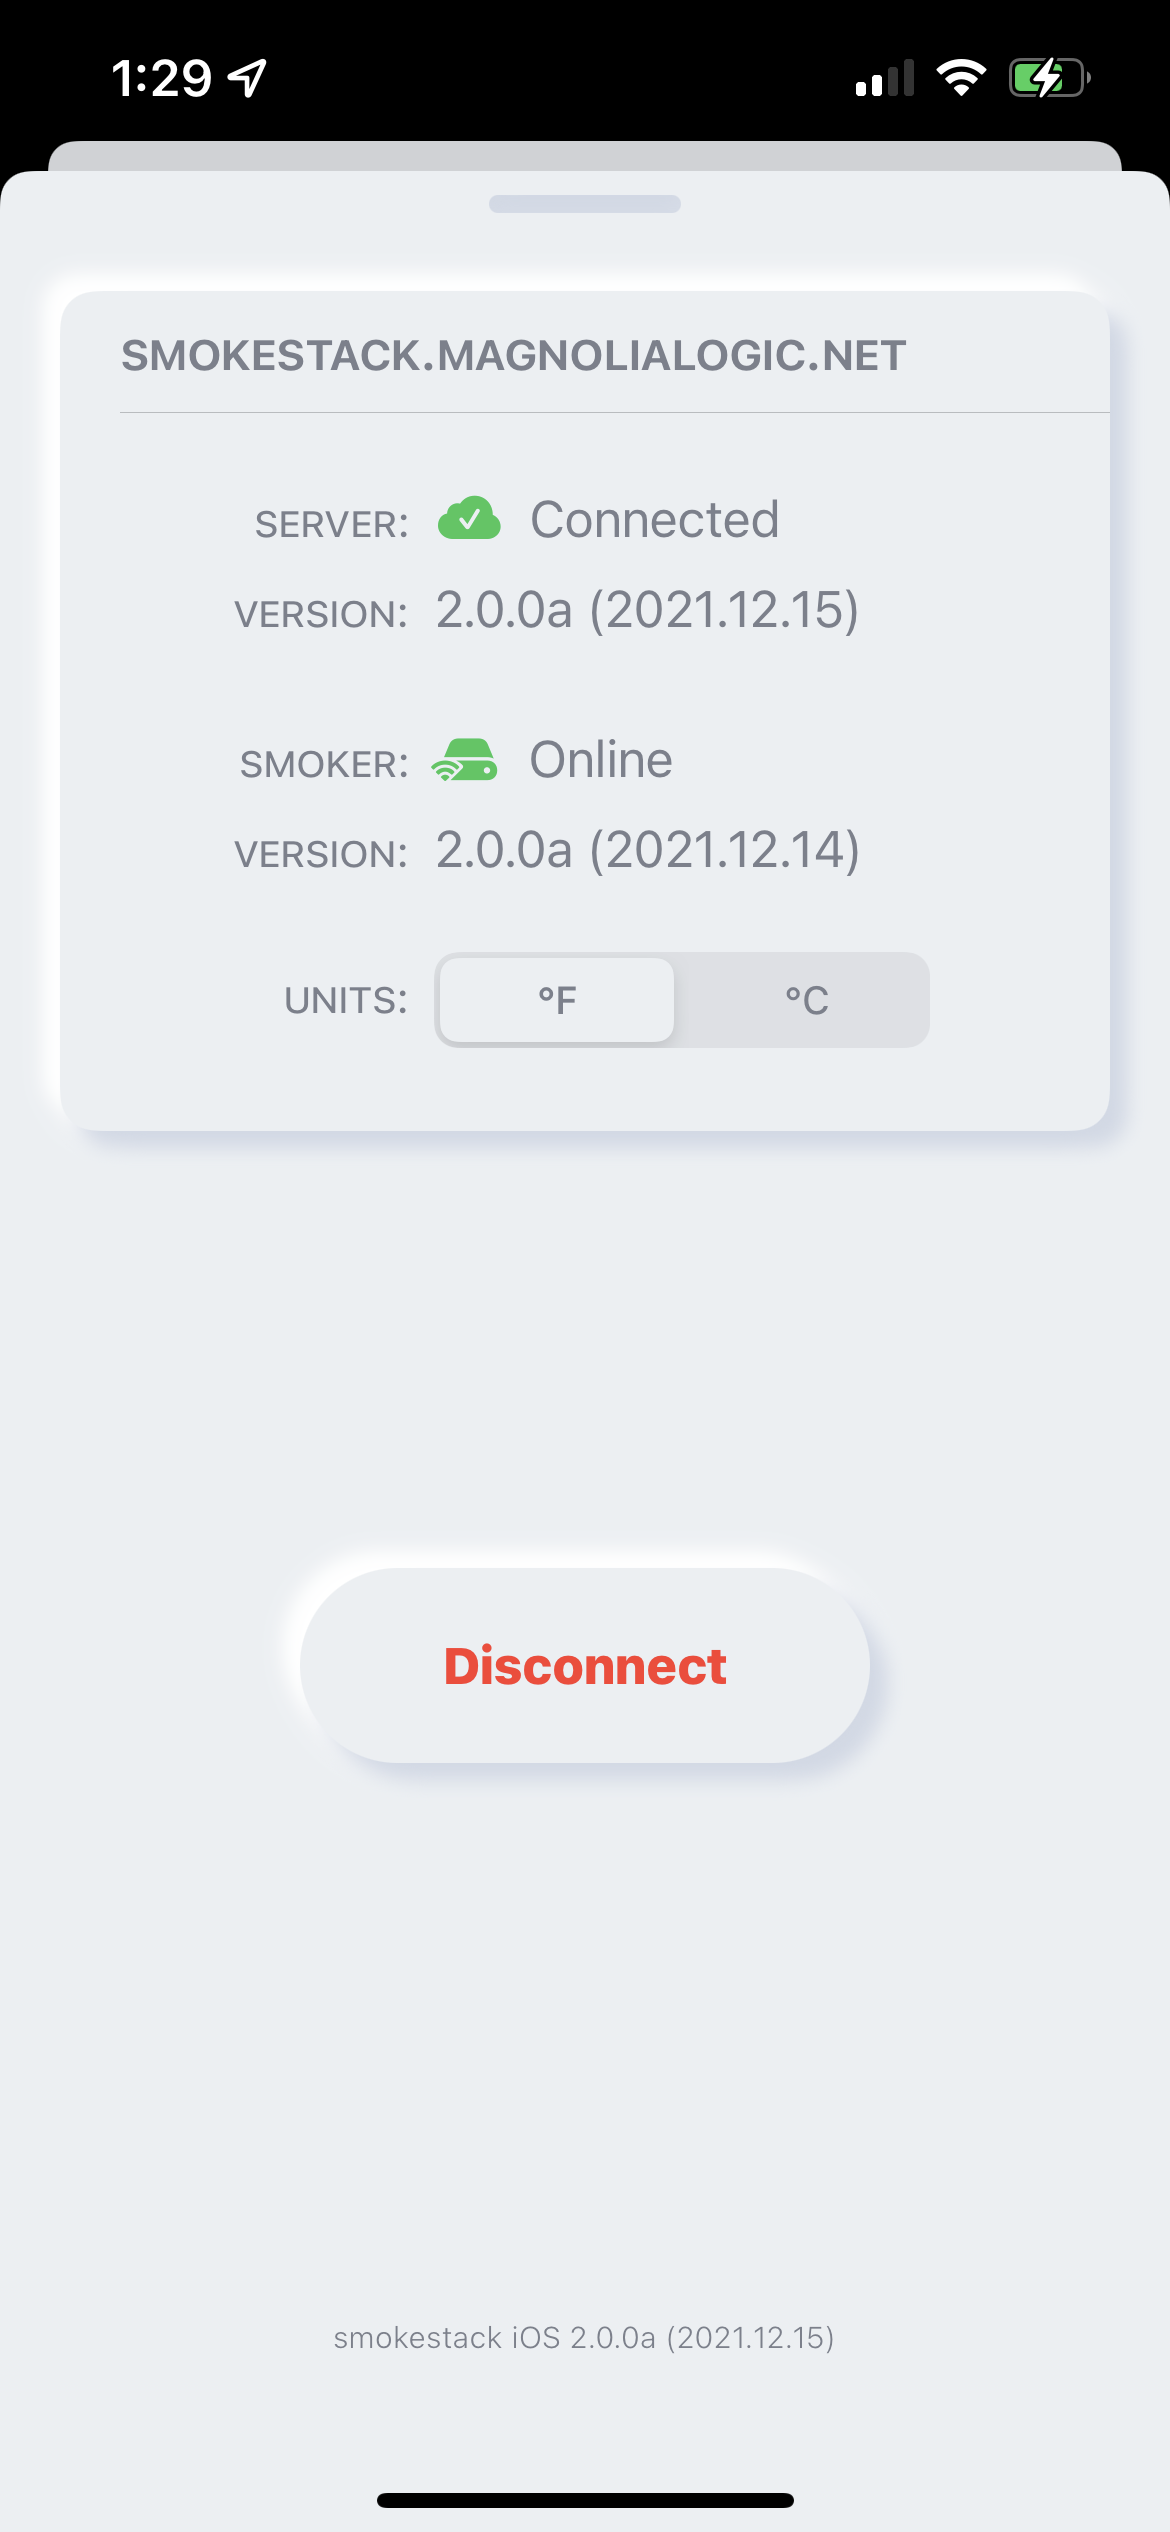 1:29
SMOKESTACK.MAGNOLIALOGIC.NET
SERVER: Connected
VERSION: 2.0.0a (2021.12.15)
SMOKER: Online
VERSION: 2.0.0a (2021.12.14)
UNITS: °F °C
Disconnect
smokestack iOS 2.0.0a (2021.12.15)